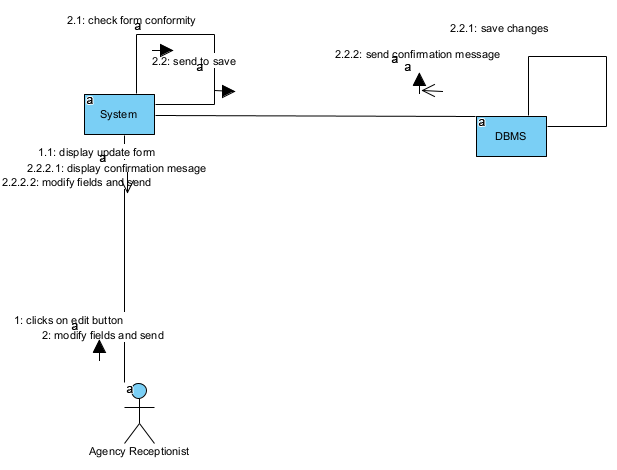 2.1: check form conformity
a
2.2.1: save changes
2.2: send to save
a
2.2.2: send confirmation message
a
a
a
System
a
DBMS
1.1: display update form
a
2.2.2.1: display confirmation mesage
2.2.2.2: modify fields and send
1: clicks on edit button
a
2: modify fields and send
a
Agency Receptionist